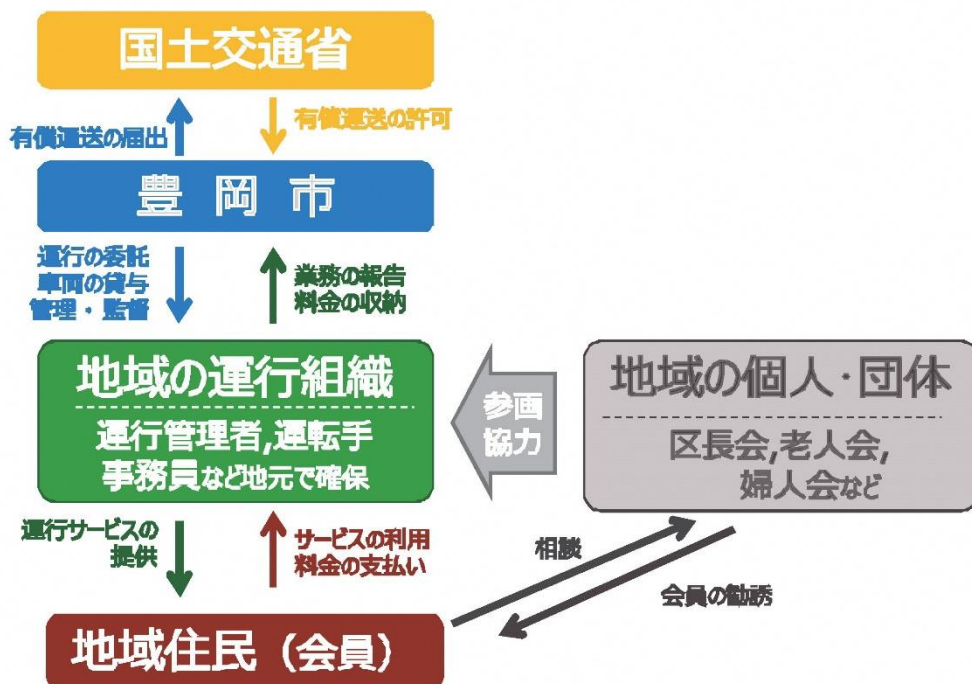 国土交通省
有償運送の届出
有償運送の許可
豊岡市
運行の委託
車両の貸与
管理・監督
業務の報告
料金の収納
地域の運行組織
運行管理者,運転手
事務員など地元で確保
参画
協力
地域の個人・団体
区長会,老人会,
婦人会など
運行サービスの
提供
サービスの利用
料金の支払い
相談
会員の勧誘
地域住民（会員）